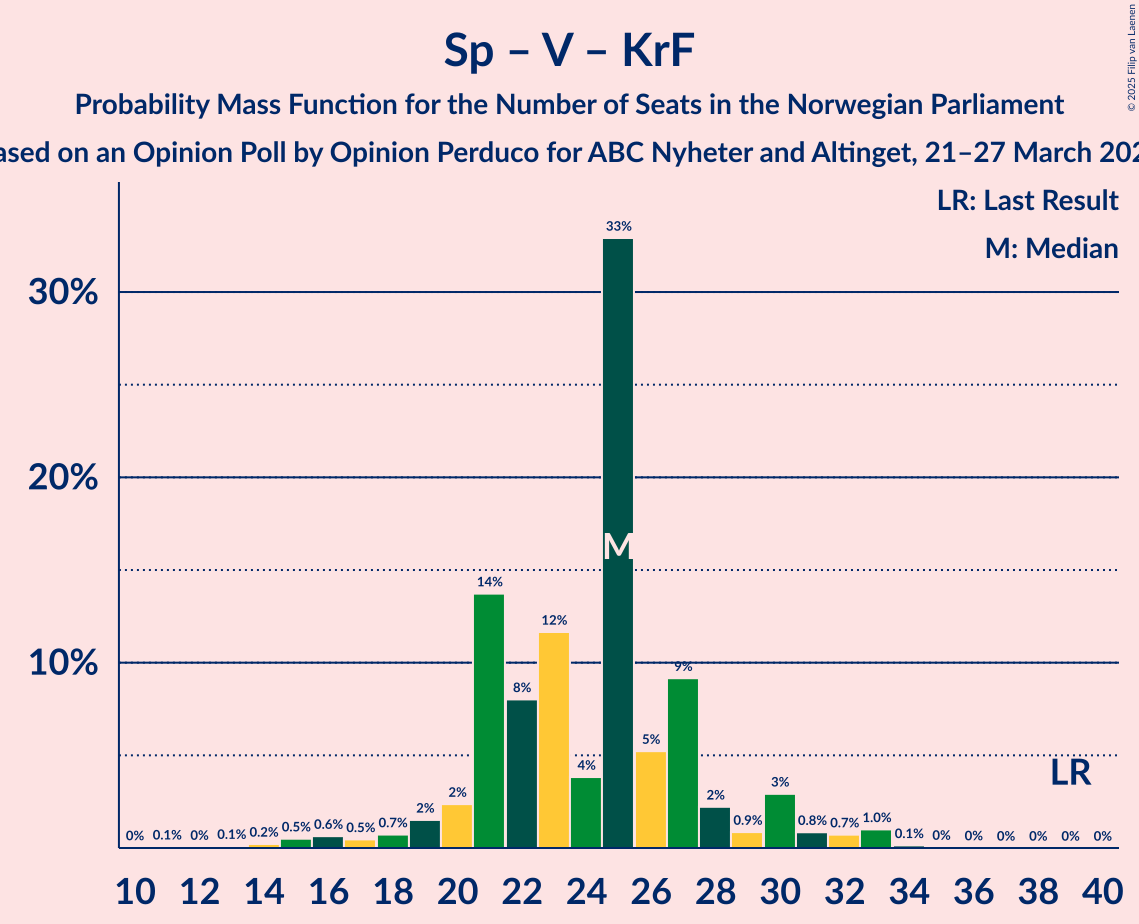 Sp – V – KrF
Probability Mass Function for the Number of Seats in the Norwegian Parliament
on an Opinion Poll by Opinion Perduco for ABC Nyheter and Altinget, 21–27 March
© 2025 Filip van Laenen
LR: Last Result
M: Median
30%
20%
10%
0% 0.1% 0% 0.1% 0.2% 0.5% 0.6% 0.5% 0.7% 2% 2% 14% 8% 12% 4% 33% 5% 9% 2% 0.9% 3% 0.8% 0.7% 1.0% 0.1% 0% 0% 0% 0% 0% 0%
M
LR
10 12 14 16 18 20 22 24 26 28 30 32 34 36 38 40